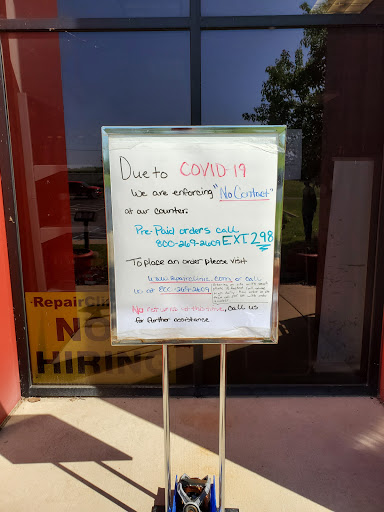 Due to COVID-19
We are enforcing "No Contact"
at our counter.
Pre-Paid orders call
800-269-2609 EXT 298
To place an order please visit
www.repairclinic.com or call
us at 800-269-2609
No returns at this time, call us
for further assistance
RepairClinic
NOW
HIRING